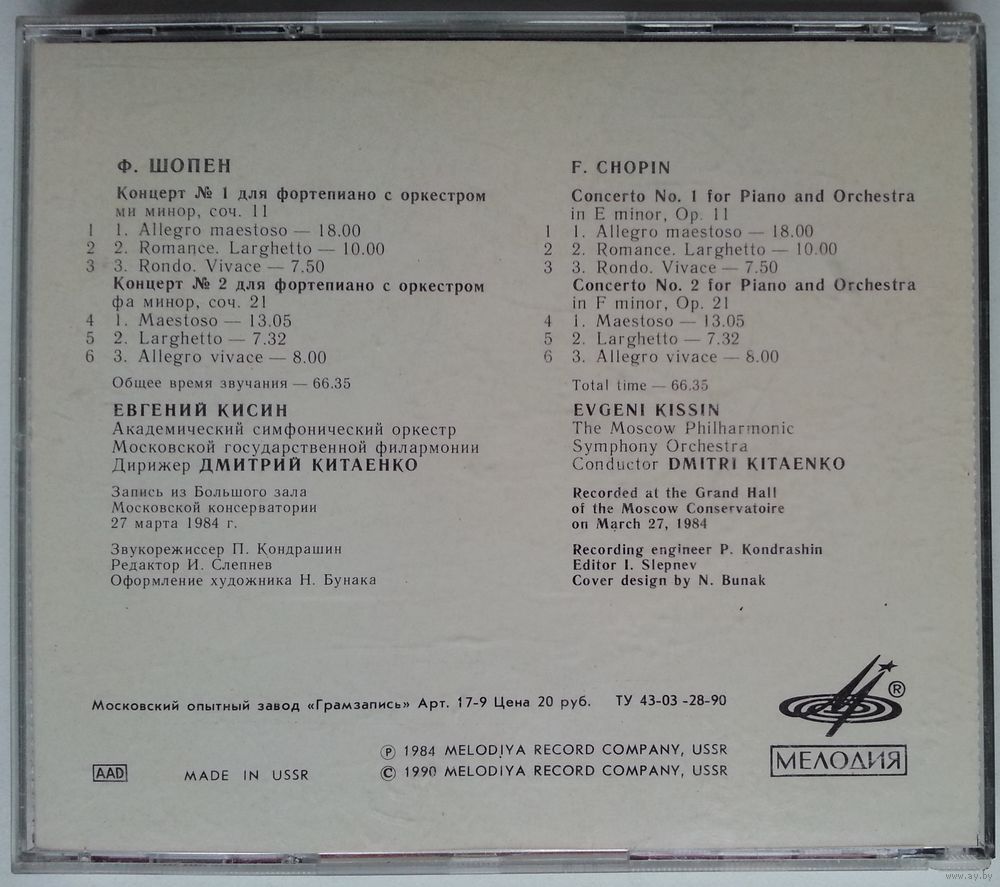 Ф. ШОПЕН
Концерт № 1 для фортепиано с оркестром
ми минор, соч. 11
1 1. Allegro maestoso — 18.00
2 2. Romance. Larghetto — 10.00
3 3. Rondo. Vivace — 7.50
Концерт № 2 для фортепиано с оркестром
фа минор, соч. 21
4 1. Maestoso — 13.05
5 2. Larghetto — 7.32
6 3. Allegro vivace — 8.00
Общее время звучания — 66.35
ЕВГЕНИЙ КИСИН
Академический симфонический оркестр
Московской государственной филармонии
Дирижер ДМИТРИЙ КИТАЕНКО
Запись из Большого зала
Московской консерватории
27 марта 1984 г.
Звукорежиссер П. Кондрашин
Редактор И. Слепнев
Оформление художника Н. Бунака
F. CHOPIN
Concerto No. 1 for Piano and Orchestra
in E minor, Op. 11
1 1. Allegro maestoso — 18.00
2 2. Romance. Larghetto — 10.00
3 3. Rondo. Vivace — 7.50
Concerto No. 2 for Piano and Orchestra
in F minor, Op. 21
4 1. Maestoso — 13.05
5 2. Larghetto — 7.32
6 3. Allegro vivace — 8.00
Total time — 66.35
EVGENI KISSIN
The Moscow Philharmonic
Symphony Orchestra
Conductor DMITRI KITAENKO
Recorded at the Grand Hall
of the Moscow Conservatoire
on March 27, 1984
Recording engineer P. Kondrashin
Editor I. Slepnev
Cover design by N. Bunak
Московский опытный завод «Грамзапись» Арт. 17-9 Цена 20 руб. ТУ 43-03-28-90
℗ 1984 MELODIYA RECORD COMPANY, USSR
AAD MADE IN USSR © 1990 MELODIYA RECORD COMPANY, USSR
®
МЕЛОДИЯ
www.ay.by